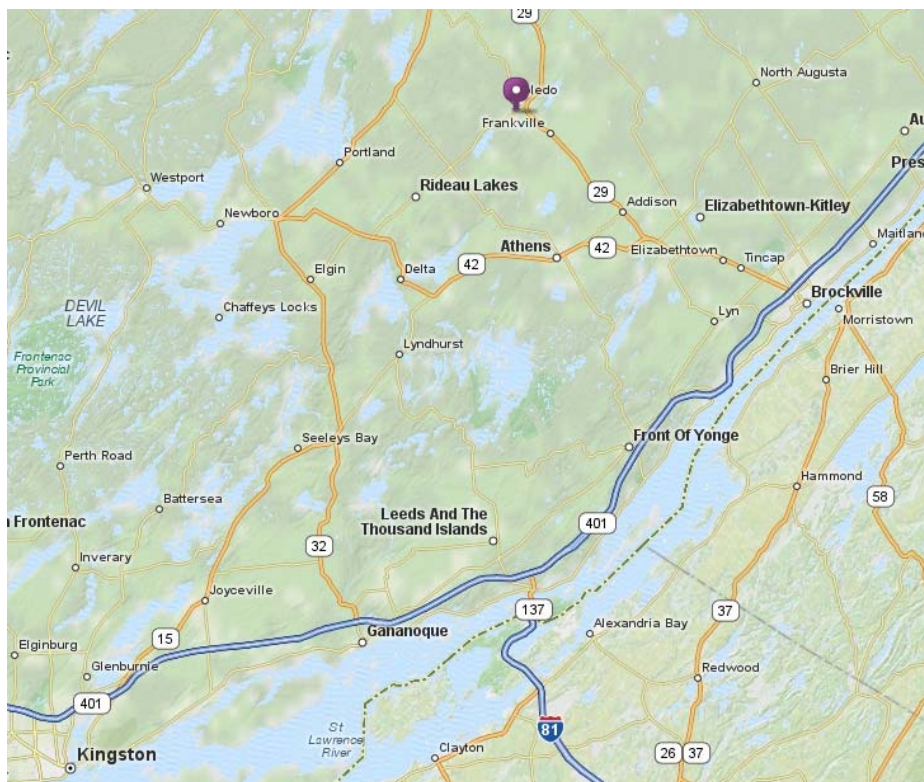 29
North Augusta
ledo
Frankville
Au
Pres
Portland
Westport
Rideau Lakes
29
Addison
Elizabethtown-Kitley
Newboro
Athens
42
Elizabethtown
Maitland
Tincap
42
Elgin
Delta
Brockville
DEVIL
LAKE
Chaffeys Locks
Lyn
Morristown
Lyndhurst
Frontenac
Provincial
Park
Brier Hill
Seeleys Bay
Front Of Yonge
Perth Road
Hammond
Battersea
58
n Frontenac
Leeds And The
Thousand Islands
401
32
Inverary
Joyceville
137
37
15
Gananoque
Alexandria Bay
Elginburg
Glenburnie
Redwood
401
81
St
Lawrence
River
Kingston
Clayton
26
37